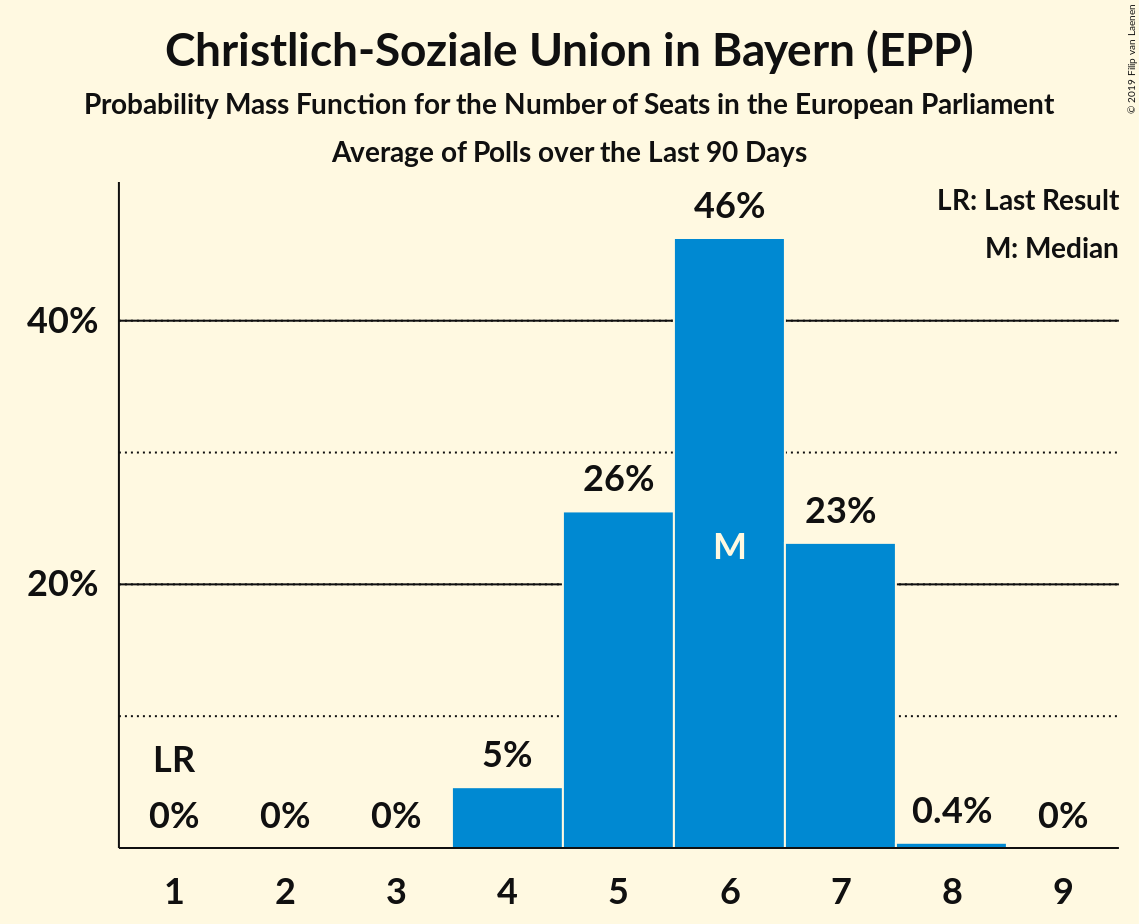 Christlich-Soziale Union in Bayern (EPP)
Probability Mass Function for the Number of Seats in the European Parliament
Average of Polls over the Last 90 Days
© 2019 Filip van Laenen
LR: Last Result
M: Median
46%
40%
26%
23%
M
20%
LR
5%
0% 0% 0% 0.4% 0%
1 2 3 4 5 6 7 8 9